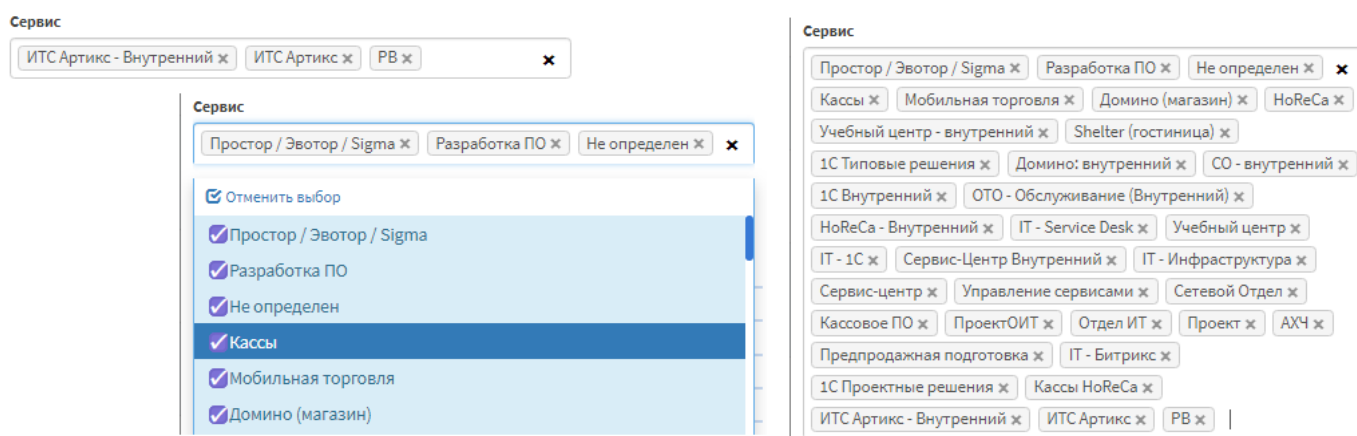 Сервис
ИТС Артикс - Внутренний × ИТС Артикс × РВ × ×
Сервис
Простор / Эвотор / Sigma × Разработка ПО × Не определен × ×
Отменить выбор
Простор / Эвотор / Sigma
Разработка ПО
Не определен
Кассы
Мобильная торговля
Домино (магазин)
Сервис
Простор / Эвотор / Sigma × Разработка ПО × Не определен × ×
Кассы × Мобильная торговля × Домино (магазин) × HoReCa ×
Учебный центр - внутренний × Shelter (гостиница) ×
1С Типовые решения × Домино: внутренний × СО - внутренний ×
1С Внутренний × ОТО - Обслуживание (Внутренний) ×
HoReCa - Внутренний × IT - Service Desk × Учебный центр ×
IT - 1С × Сервис-Центр Внутренний × IT - Инфраструктура ×
Сервис-центр × Управление сервисами × Сетевой Отдел ×
Кассовое ПО × ПроектОИТ × Отдел ИТ × Проект × АХЧ ×
Предпродажная подготовка × IT - Битрикс ×
1С Проектные решения × Кассы HoReCa ×
ИТС Артикс - Внутренний × ИТС Артикс × РВ ×